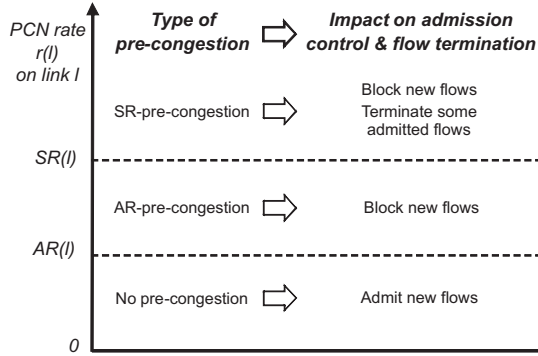 PCN rate
r(l)
on link l
Type of
pre-congestion
Impact on admission
control & flow termination
SR-pre-congestion
Block new flows
Terminate some
admitted flows
SR(l)
AR-pre-congestion
Block new flows
AR(l)
No pre-congestion
Admit new flows
0